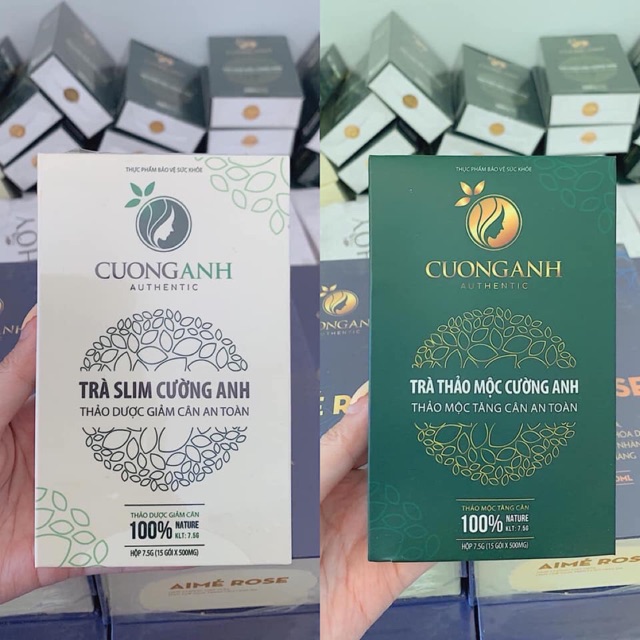 THỰC PHẨM BẢO VỆ SỨC KHỎE
CUONGANH
AUTHENTIC
TRÀ SLIM CƯỜNG ANH
THẢO DƯỢC GIẢM CÂN AN TOÀN
THẢO DƯỢC GIẢM CÂN
100% NATURE
KLT: 7.5G
HỘP 7.5G (15 GÓI X 500MG)
AIMÉ ROSE
THỰC PHẨM BẢO VỆ SỨC KHỎE
CUONGANH
AUTHENTIC
TRÀ THẢO MỘC CƯỜNG ANH
THẢO MỘC TĂNG CÂN AN TOÀN
THẢO MỘC TĂNG CÂN
100% NATURE
KLT: 7.5G
HỘP 7.5G (15 GÓI X 500MG)
AIMÉ ROSE